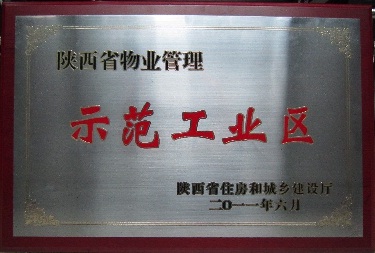 陕西省物业管理
示范工业区
陕西省住房和城乡建设厅
二〇一一年六月